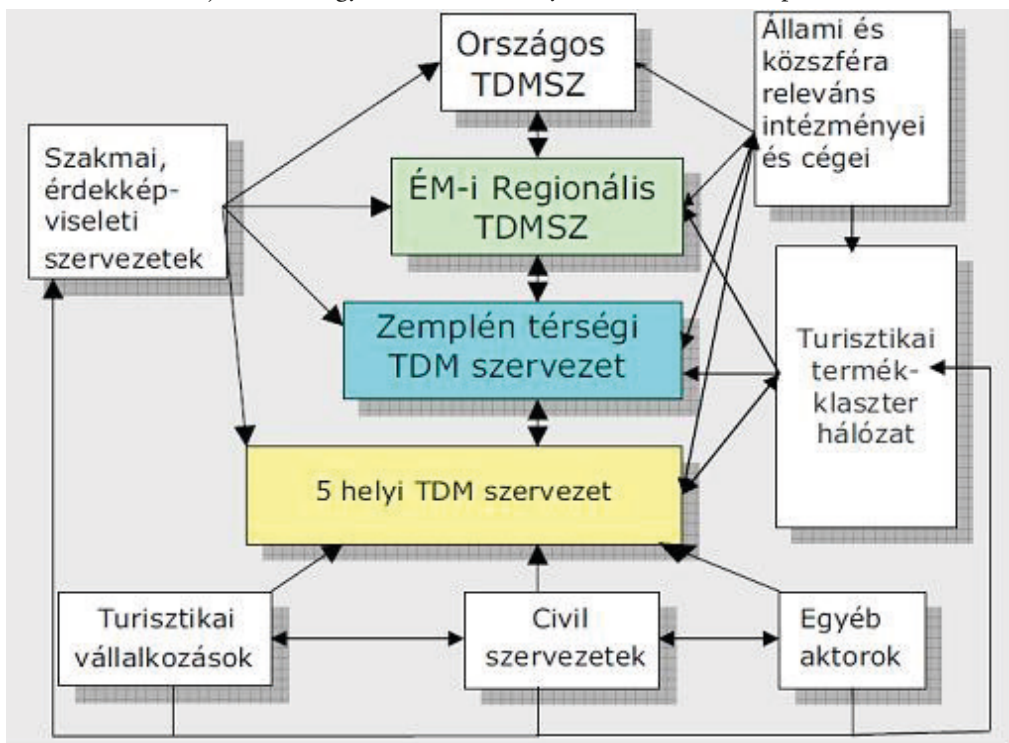 Országos
TDMSZ
Állami és
közszféra
releváns
intézményei
és cégei
Szakmai,
érdekkép-
viseleti
szervezetek
ÉM-i Regionális
TDMSZ
Zemplén térségi
TDM szervezet
Turisztikai
termék-
klaszter
hálózat
5 helyi TDM szervezet
Turisztikai
vállalkozások
Civil
szervezetek
Egyéb
aktorok